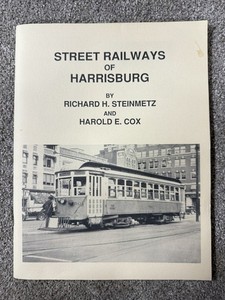 STREET RAILWAYS
OF
HARRISBURG
BY
RICHARD H. STEINMETZ
AND
HAROLD E. COX